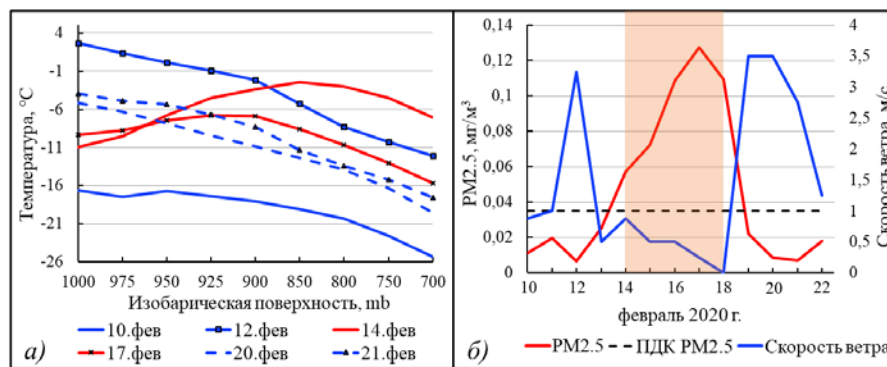 4
-1
-6
-11
-16
-21
-26
Температура, °C
1000 975 950 925 900 850 800 750 700
Изобарическая поверхность, mb
10.фев 12.фев 14.фев
17.фев 20.фев 21.фев
а)
0,14
0,12
0,1
0,08
0,06
0,04
0,02
0
PM2.5, мг/м³
4
3,5
3
2,5
2
1,5
1
0,5
0
Скорость ветра, м/с
10 12 14 16 18 20 22
февраль 2020 г.
PM2.5 ПДК PM2.5 Скорость ветра
б)